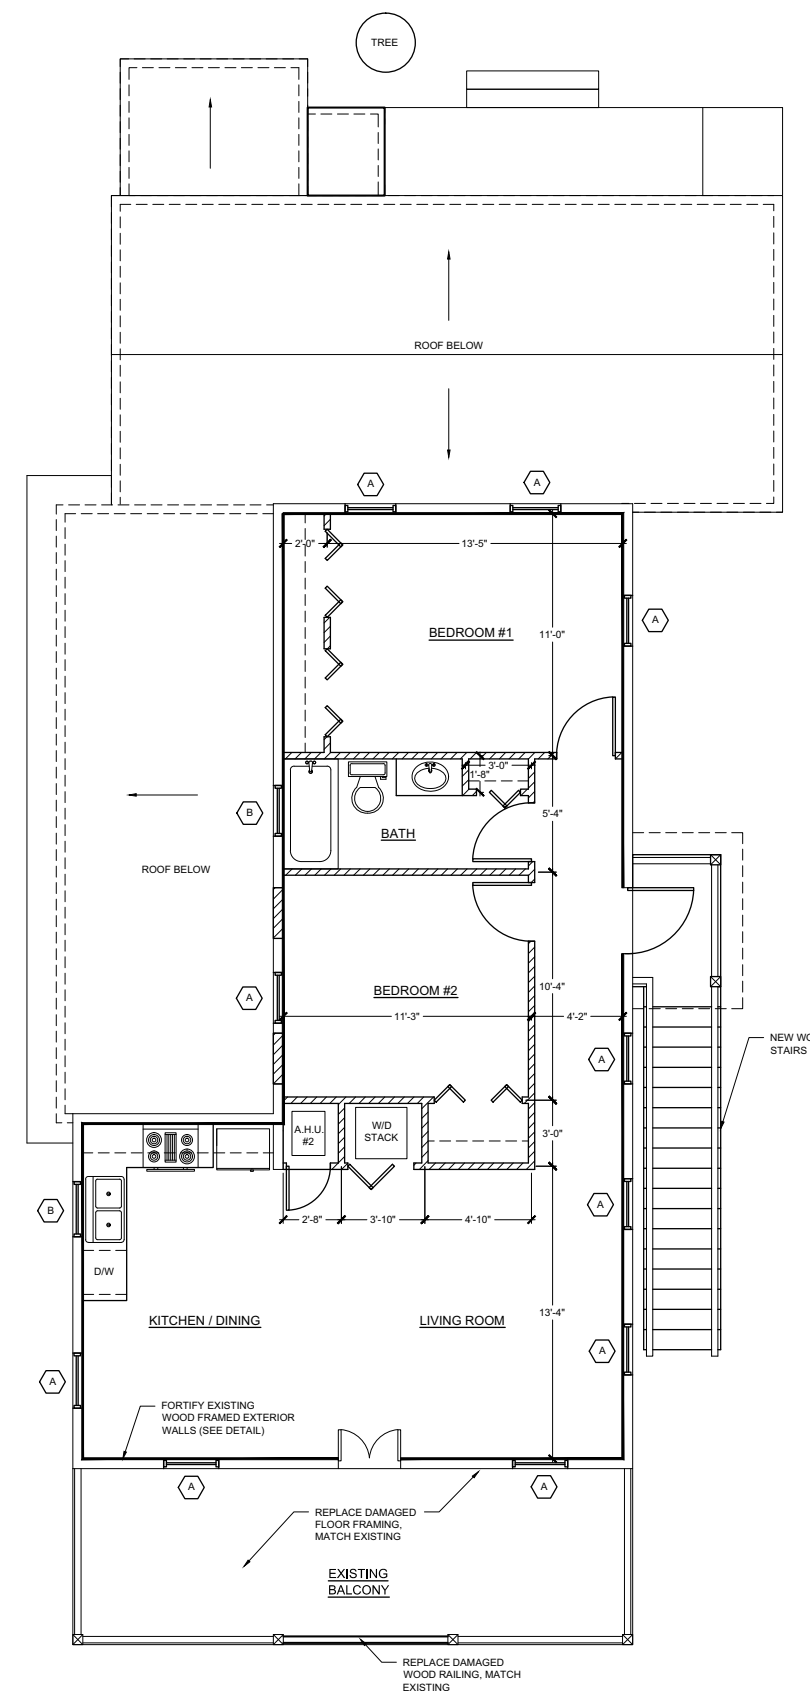 TREE
ROOF BELOW
A
A
2'-0"
13'-5"
A
BEDROOM #1
11'-0"
3'-0"
1'-8"
B
5'-4"
BATH
ROOF BELOW
A
BEDROOM #2
10'-4"
11'-3"
4'-2"
NEW
STAIRS
A
A.H.U.
#2
W/D
STACK
3'-0"
B
A
2'-8"
3'-10"
4'-10"
D/W
KITCHEN / DINING
LIVING ROOM
13'-4"
A
A
FORTIFY EXISTING
WOOD FRAMED EXTERIOR
WALLS (SEE DETAIL)
A
A
REPLACE DAMAGED
FLOOR FRAMING,
MATCH EXISTING
EXISTING
BALCONY
REPLACE DAMAGED
WOOD RAILING, MATCH
EXISTING